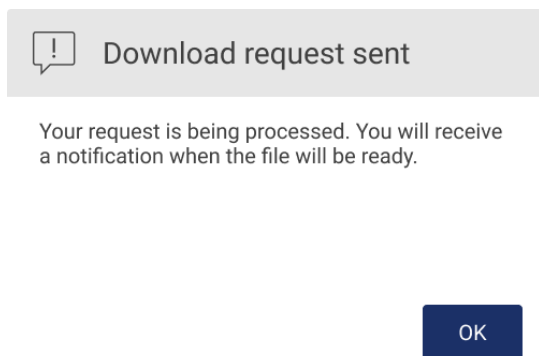 Download request sent
Your request is being processed. You will receive
a notification when the file will be ready.
OK